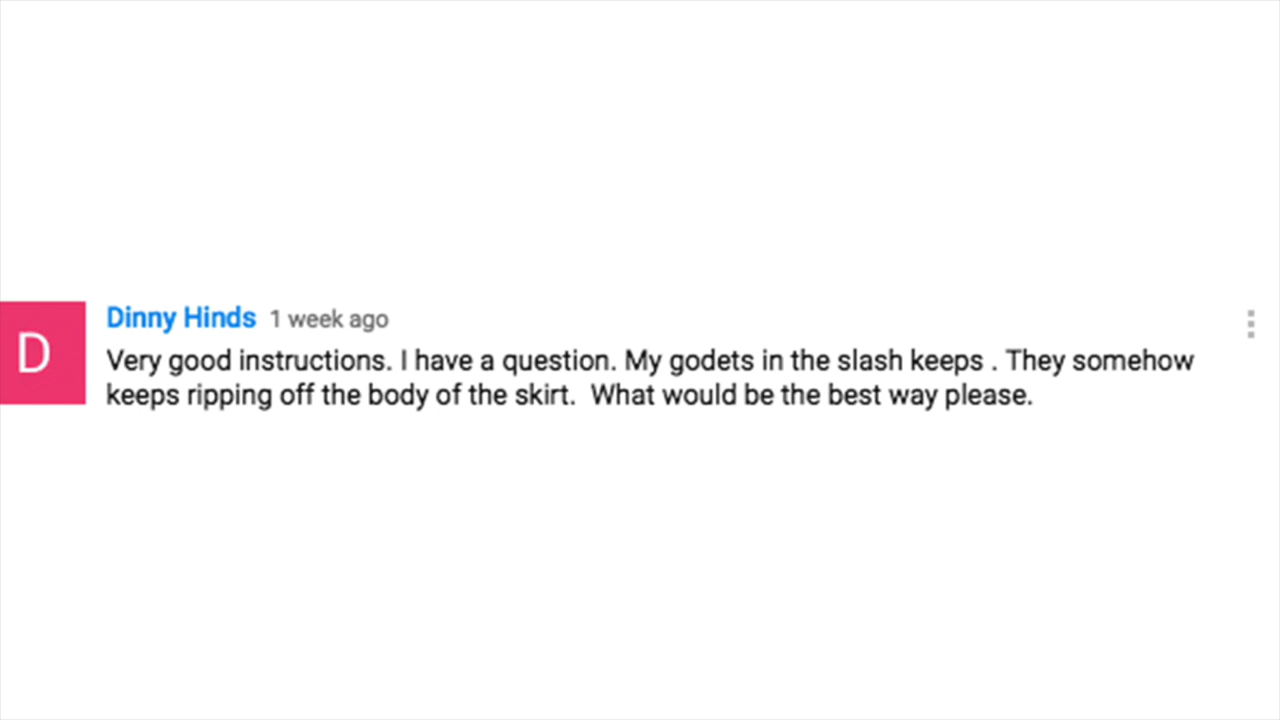 D
Dinny Hinds 1 week ago
Very good instructions. I have a question. My godets in the slash keeps . They somehow
keeps ripping off the body of the skirt.  What would be the best way please.